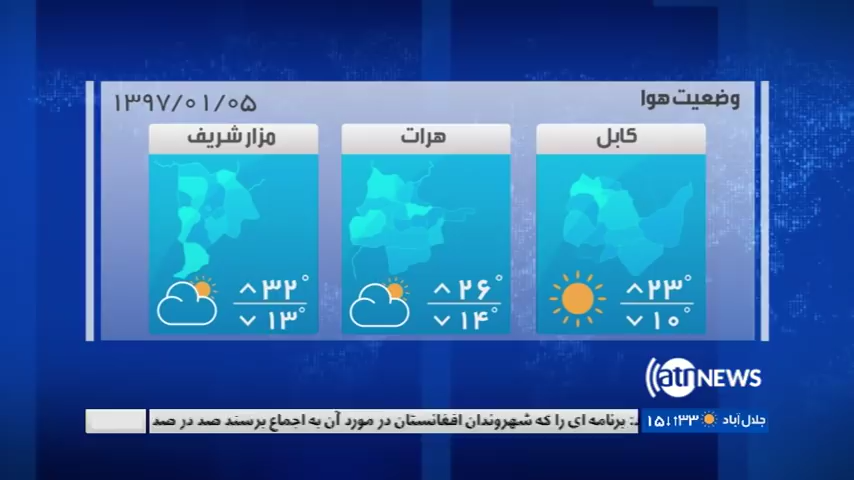 وضعیت هوا
۱۳۹۷/۰۱/۰۵
کابل
۲۳°
۱۰°
هرات
۲۶°
۱۴°
مزار شریف
۳۲°
۱۳°
atn NEWS
جلال آباد ۱۵↓↑۳۳
د: برنامه ای را که شهروندان افغانستان در مورد آن به اجماع برسند صد در صد